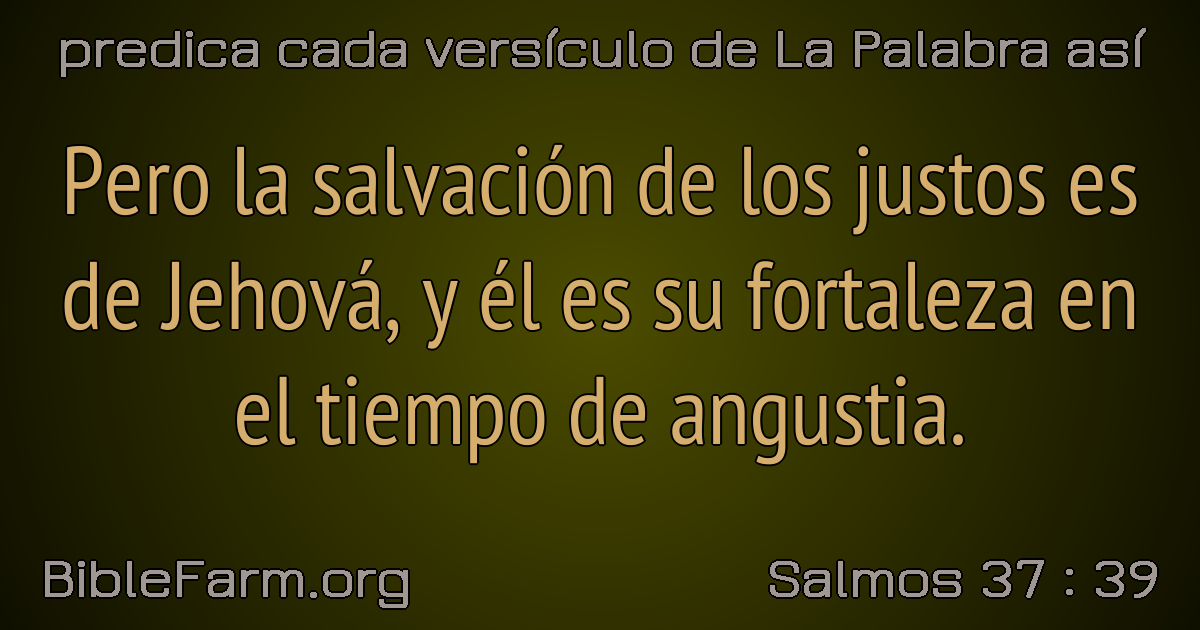 predica cada versículo de La Palabra así
Pero la salvación de los justos es
de Jehová, y él es su fortaleza en
el tiempo de angustia.
BibleFarm.org
Salmos 37 : 39